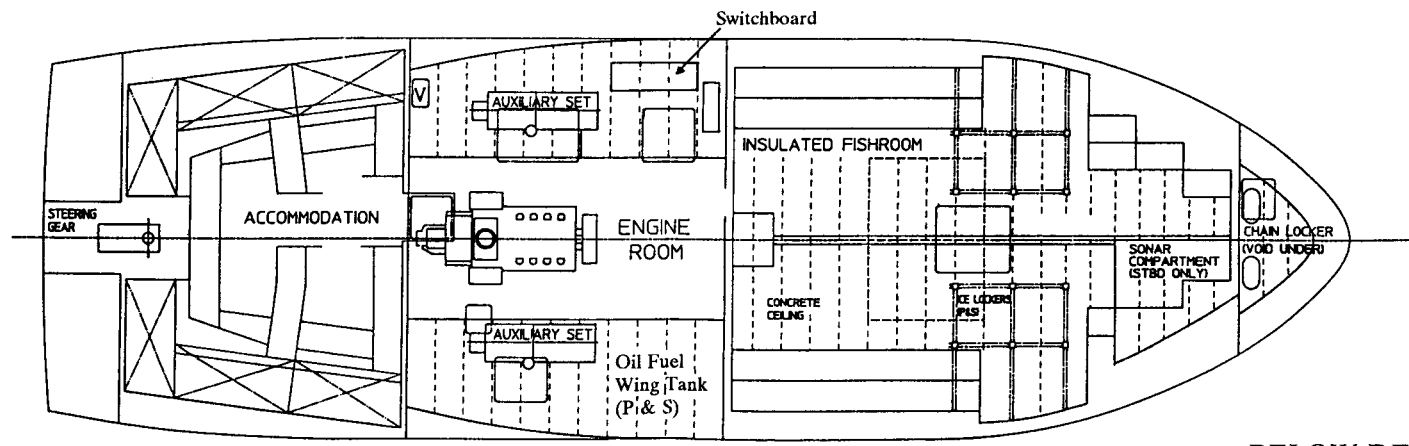 Switchboard
V
AUXILIARY SET
INSULATED FISHROOM
STEERING
GEAR
ACCOMMODATION
ENGINE
ROOM
CHAIN LOCKER
(VOID UNDER)
SONAR
COMPARTMENT
(STBD ONLY)
CONCRETE
CEILING
ICE LOCKERS
(P&S)
AUXILIARY SET
Oil Fuel
Wing Tank
(P & S)